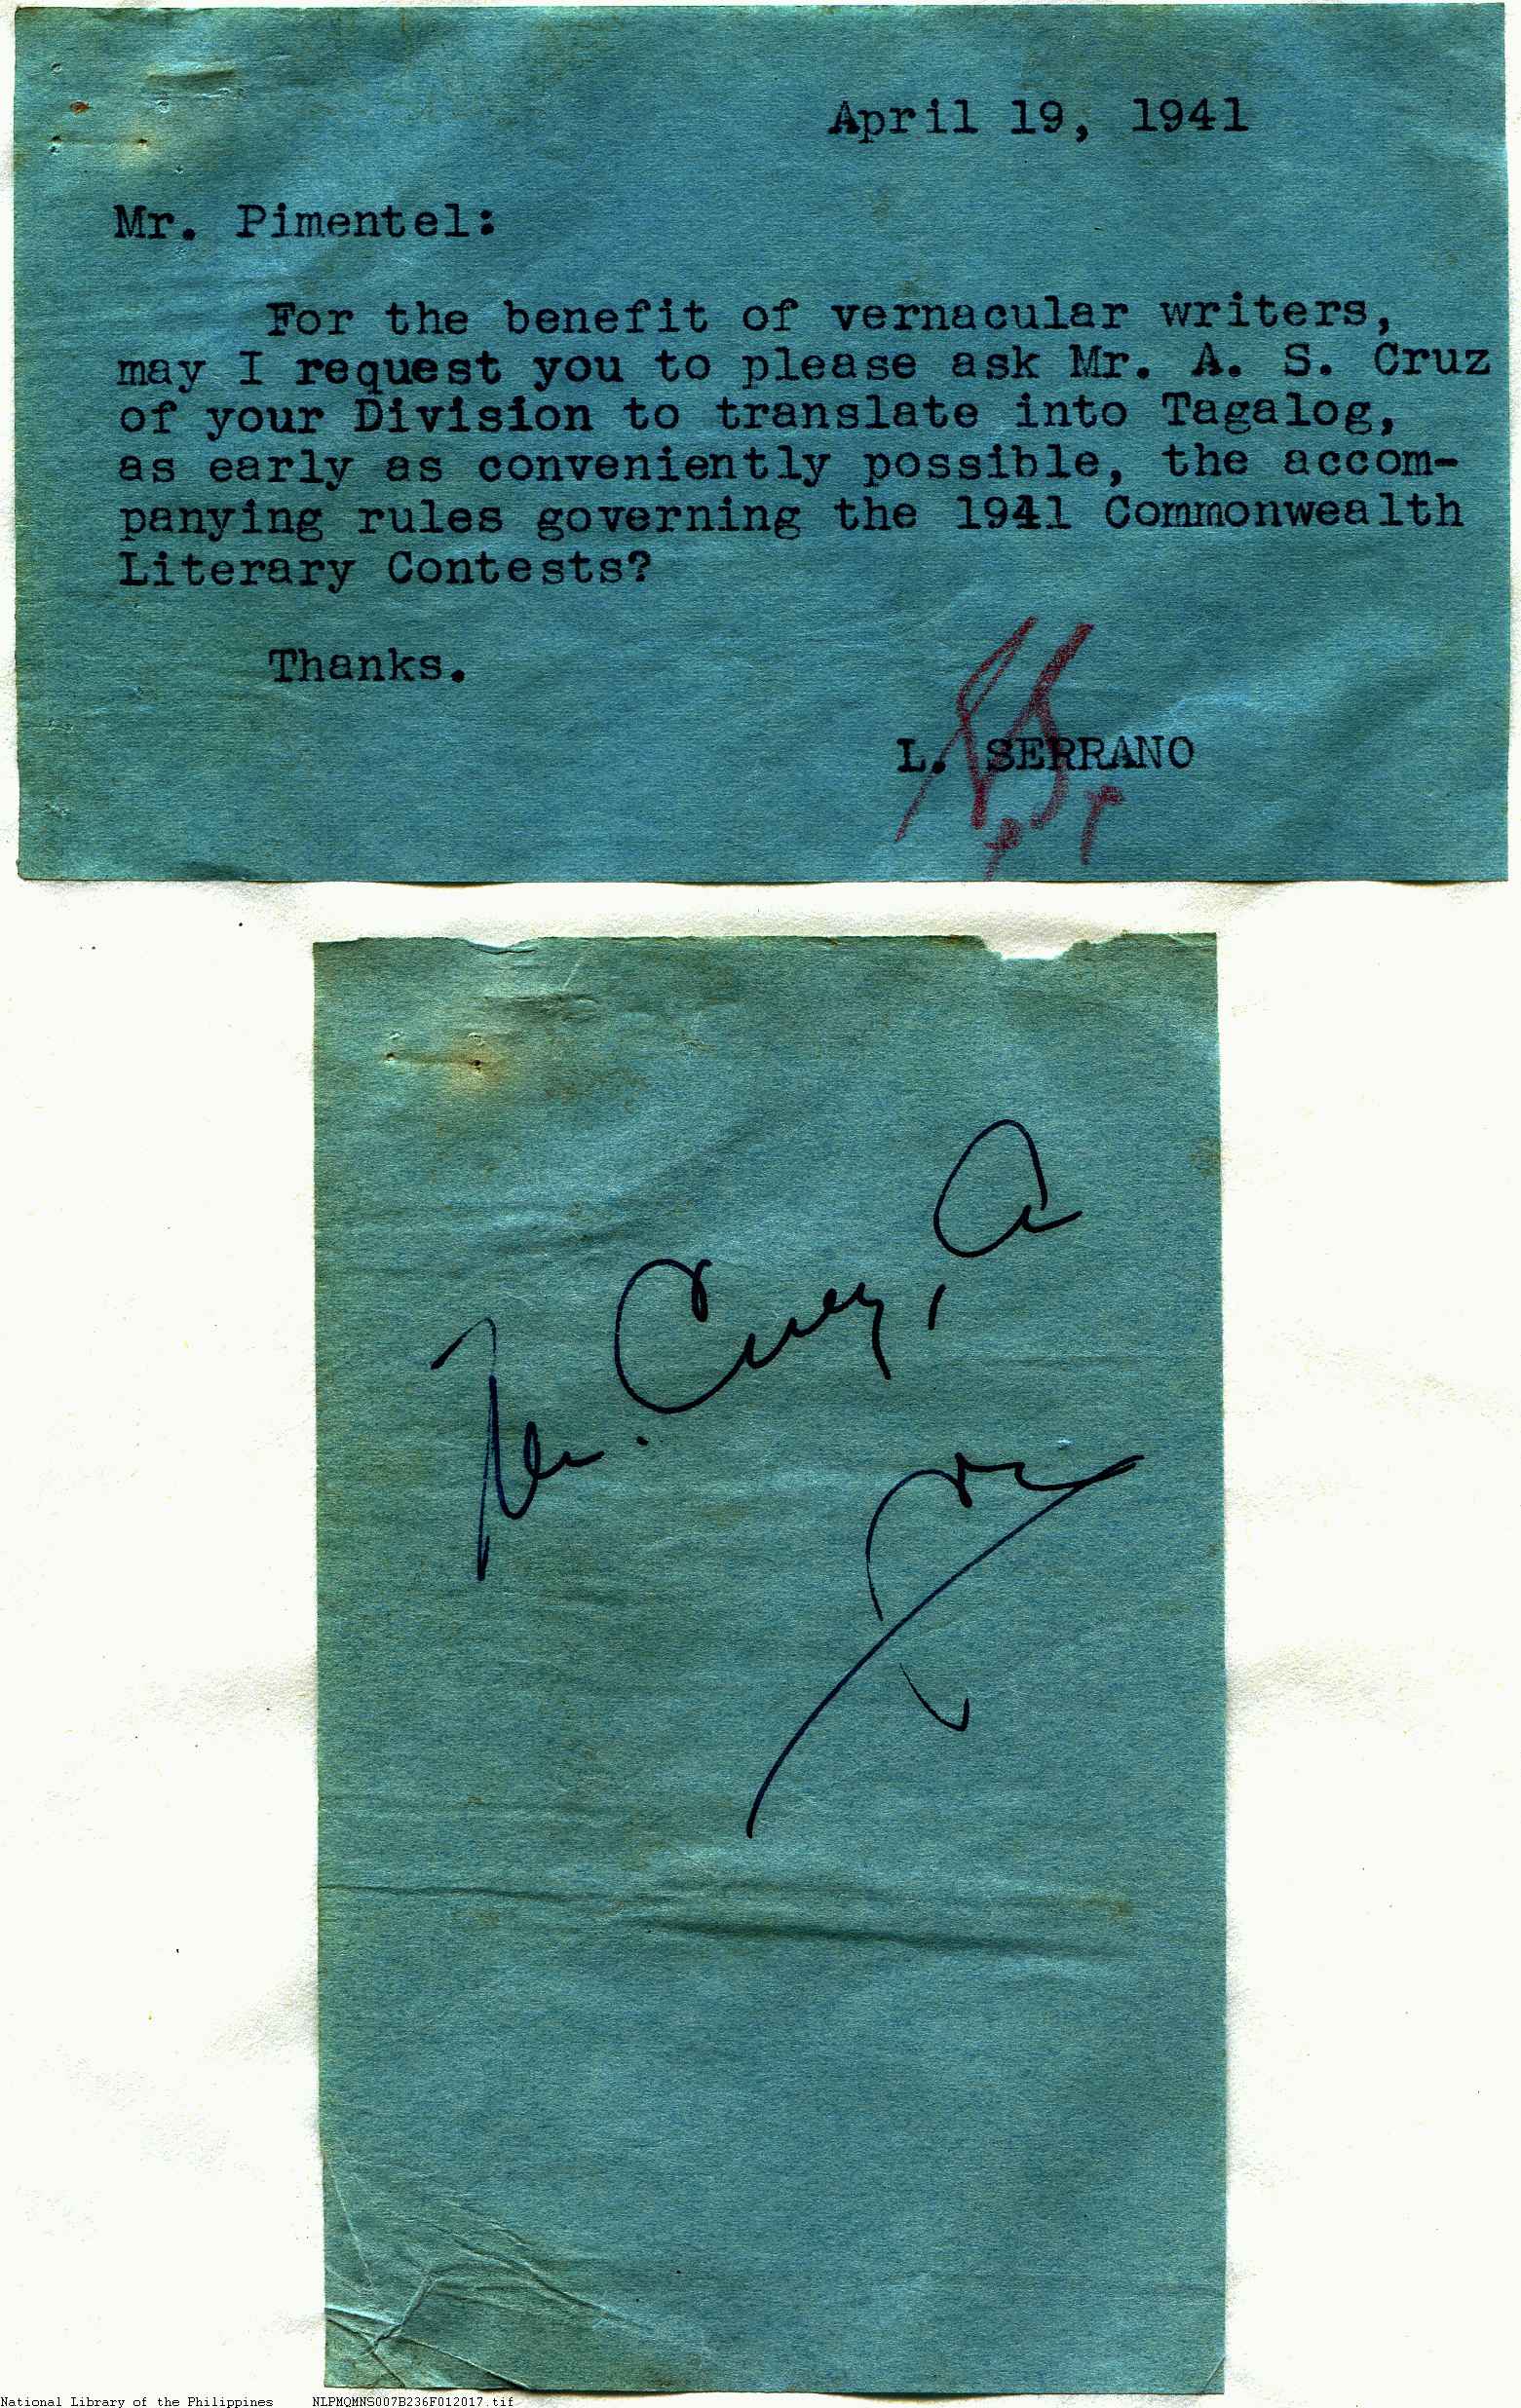 April 19, 1941
Mr. Pimentel:
For the benefit of vernacular writers,
may I request you to please ask Mr. A. S. Cruz
of your Division to translate into Tagalog,
as early as conveniently possible, the accom-
panying rules governing the 1941 Commonwealth
Literary Contests?
Thanks.
L. SERRANO
Mr. Cruz, A
National Library of the Philippines NLPMQMNS007B236F012017.tif